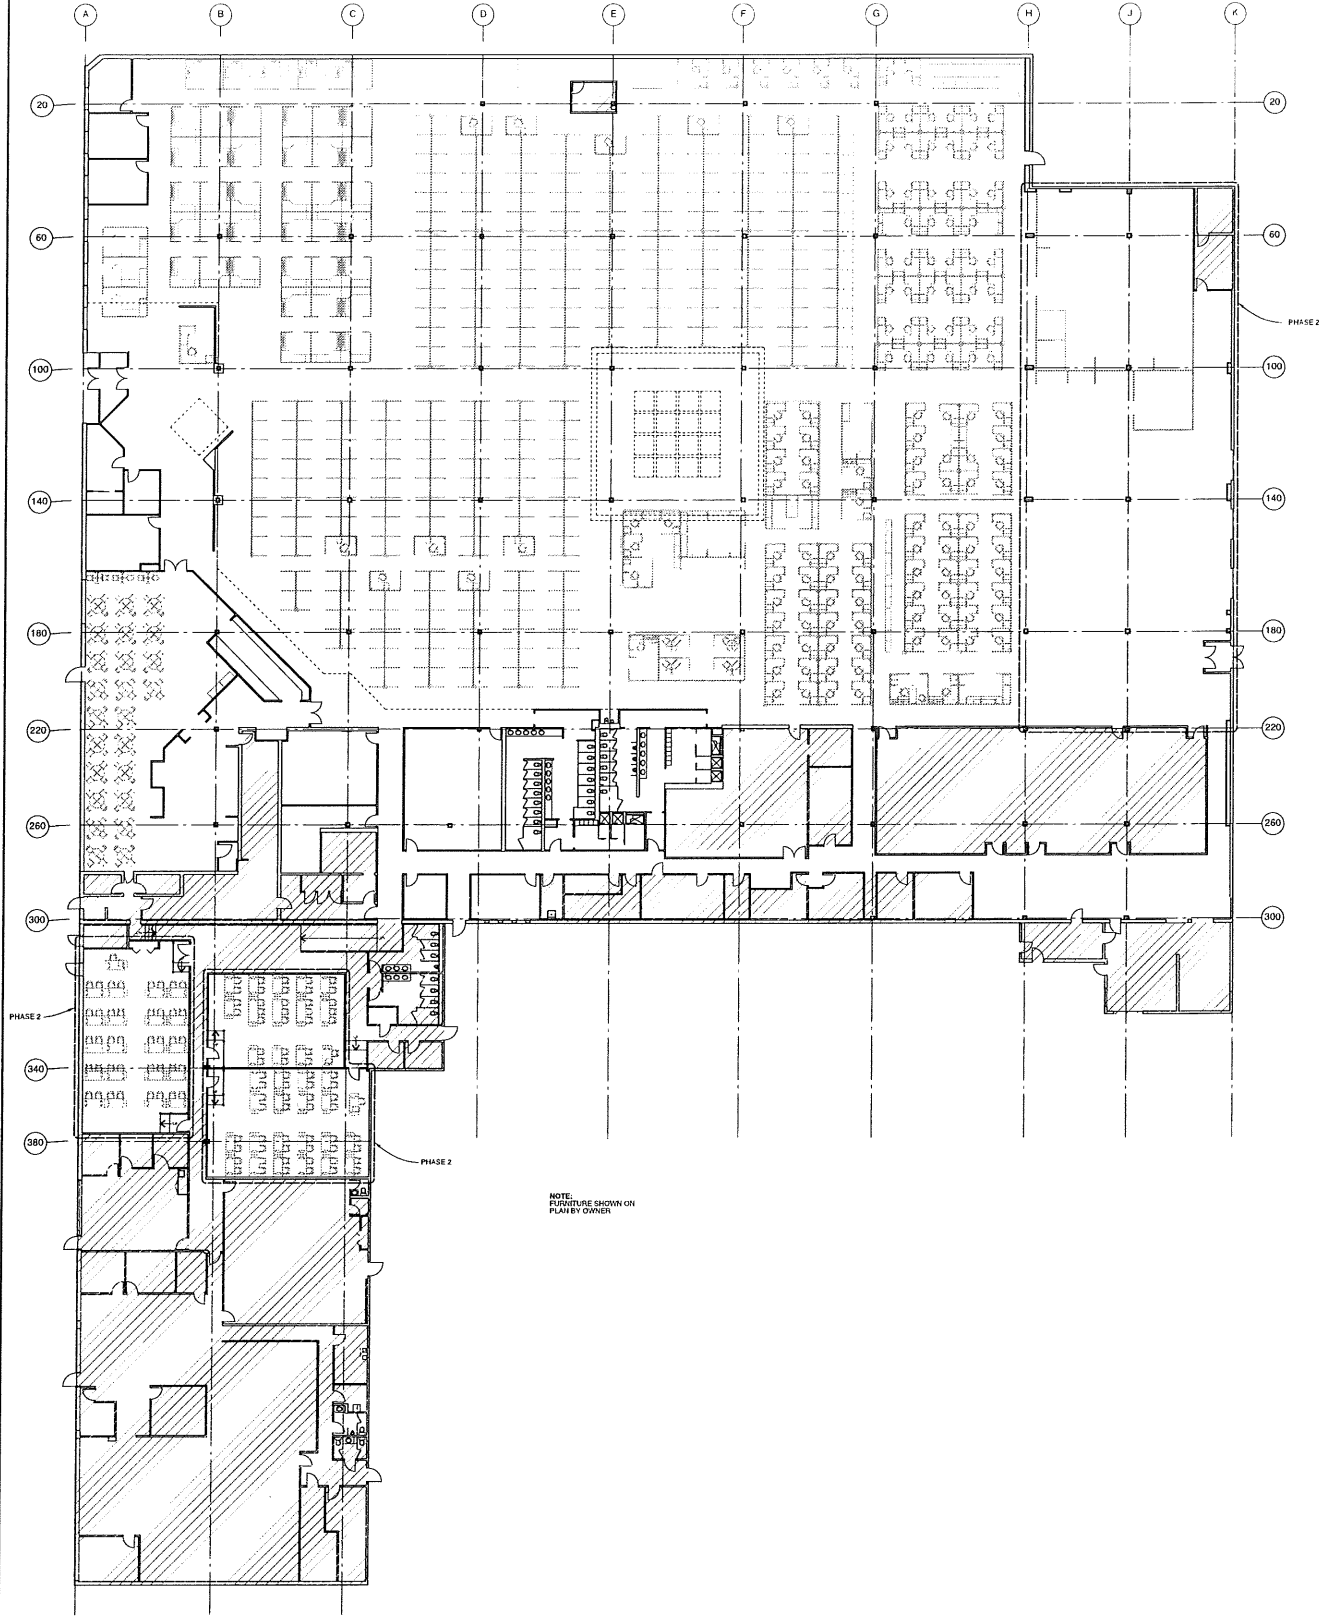 A B C D E F G H J K
20 20
60 60
PHASE 2
100 100
140 140
180 180
220 220
260 260
300 300
PHASE 2
340
380
PHASE 2
NOTE:
FURNITURE SHOWN ON
PLAN BY OWNER